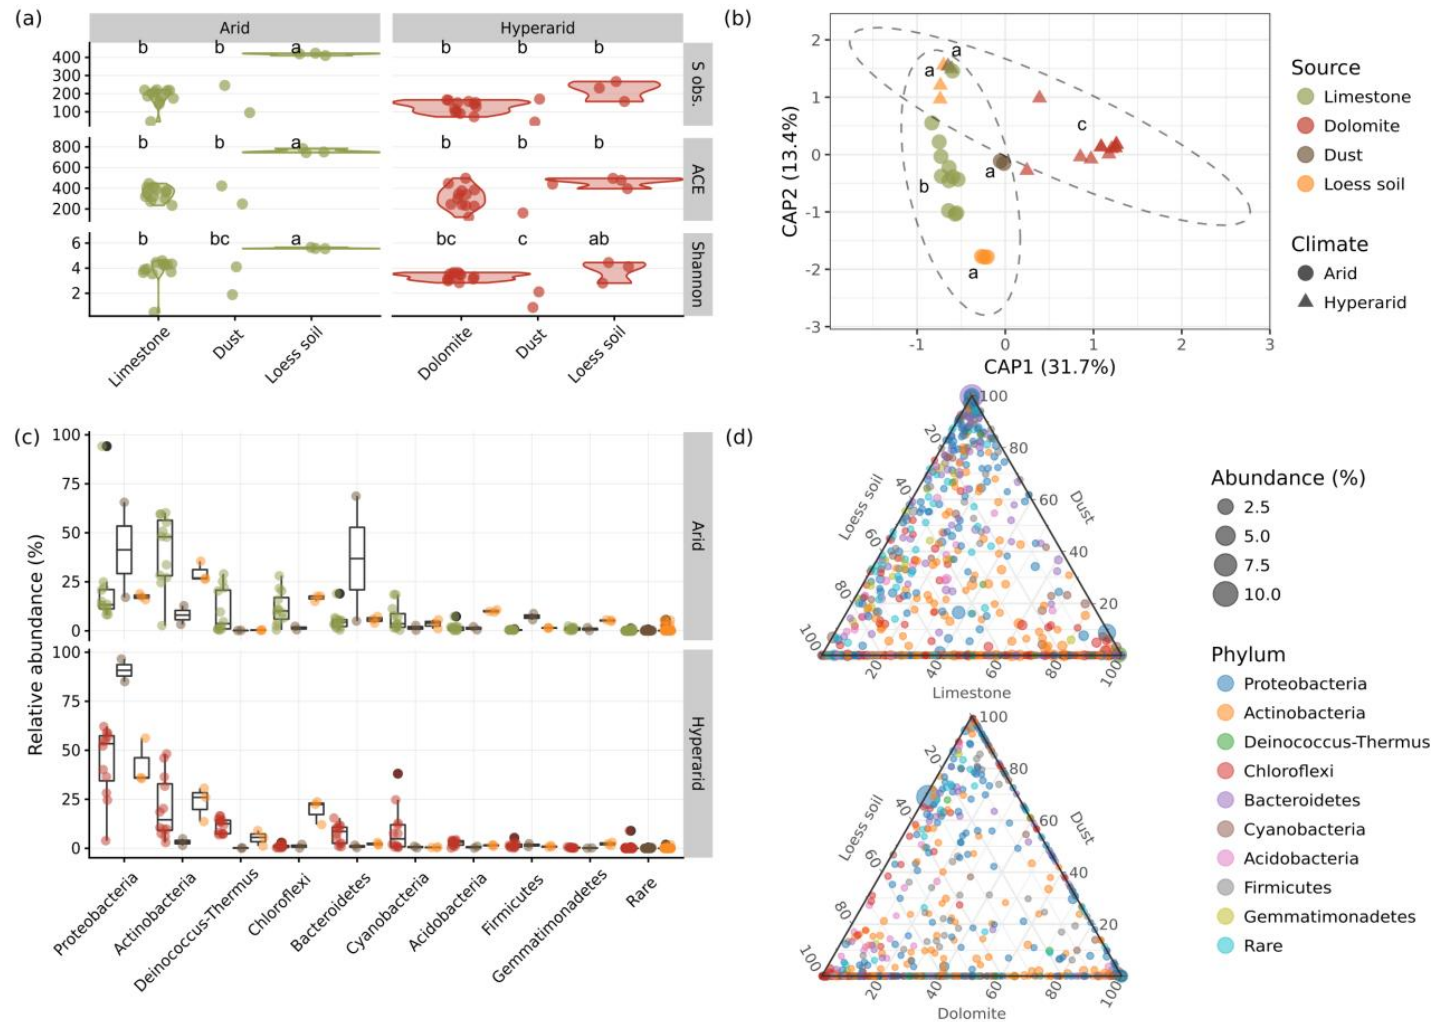 (a)
Arid
Hyperarid
b b a b b b
400
300
200
100
S obs.
b b a b b b
800
600
400
200
ACE
b bc a bc c ab
6
4
2
Shannon
Limestone
Dust
Loess soil
Dolomite
Dust
Loess soil
(b)
2
1
0
-1
-2
-3
a
a
c
a
b
a
-1 0 1 2 3
CAP1 (31.7%)
CAP2 (13.4%)
Source
Limestone
Dolomite
Dust
Loess soil
Climate
Arid
Hyperarid
(c)
100
75
50
25
0
Arid
100
75
50
25
0
Hyperarid
Relative abundance (%)
Proteobacteria
Actinobacteria
Deinococcus-Thermus
Chloroflexi
Bacteroidetes
Cyanobacteria
Acidobacteria
Firmicutes
Gemmatimonadetes
Rare
(d)
100
80
60
40
20
Dust
20
40
60
80
100
Loess soil
20
40
60
80
100
Limestone
100
80
60
40
20
Dust
20
40
60
80
100
Loess soil
20
40
60
80
100
Dolomite
Abundance (%)
2.5
5.0
7.5
10.0
Phylum
Proteobacteria
Actinobacteria
Deinococcus-Thermus
Chloroflexi
Bacteroidetes
Cyanobacteria
Acidobacteria
Firmicutes
Gemmatimonadetes
Rare